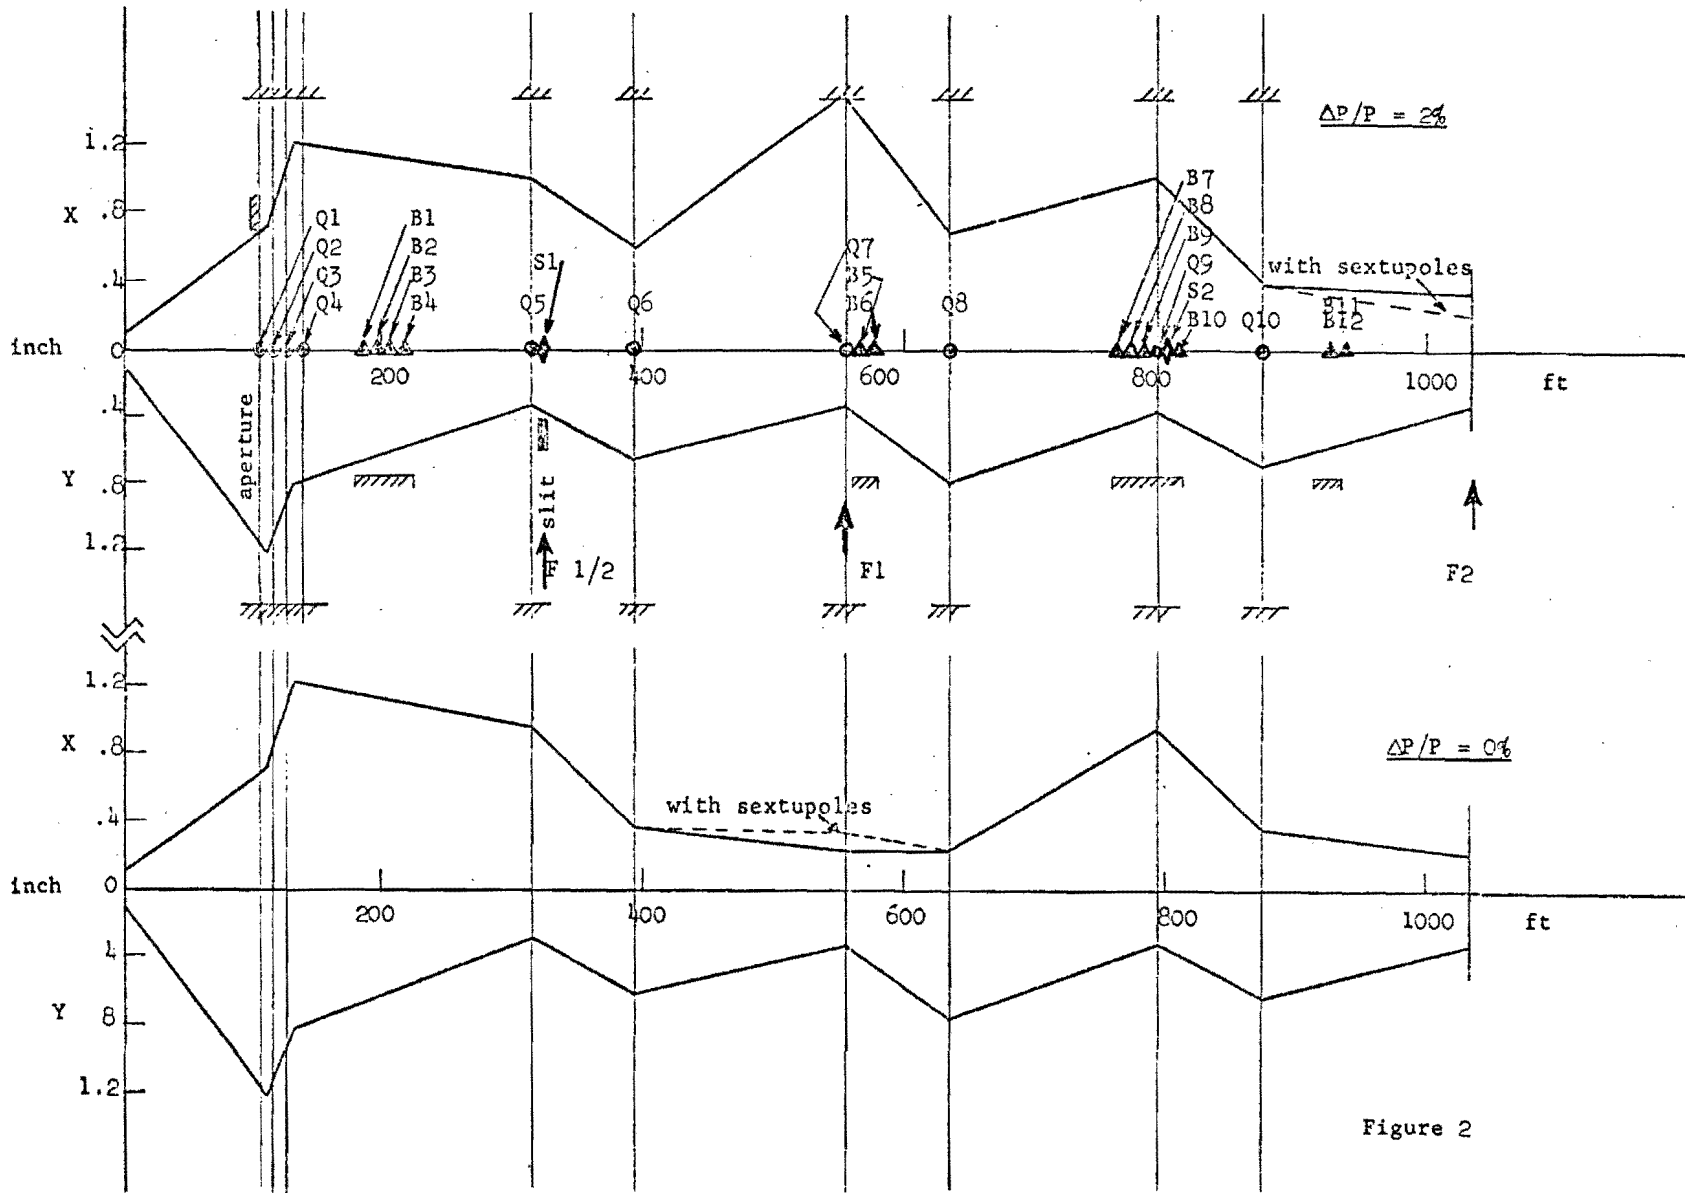 ΔP/P = 2%
1.2
X .8
.4
inch 0
Q1
Q2
Q3
Q4
B1
B2
B3
B4
S1
Q5
Q6
Q7
B5
B6
Q8
B7
B8
B9
Q9
S2
B10
Q10
with sextupoles
B11
B12
200
400
600
800
1000
ft
.4
Y .8
1.2
aperture
slit
F 1/2
F1
F2
1.2
X .8
.4
inch 0
ΔP/P = 0%
with sextupoles
200
400
600
800
1000
ft
4
Y 8
1.2
Figure 2